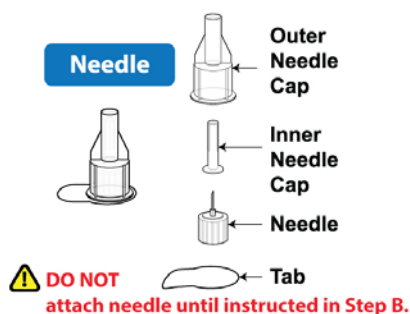 Needle
Outer
Needle
Cap
Inner
Needle
Cap
Needle
Tab
DO NOT
attach needle until instructed in Step B.